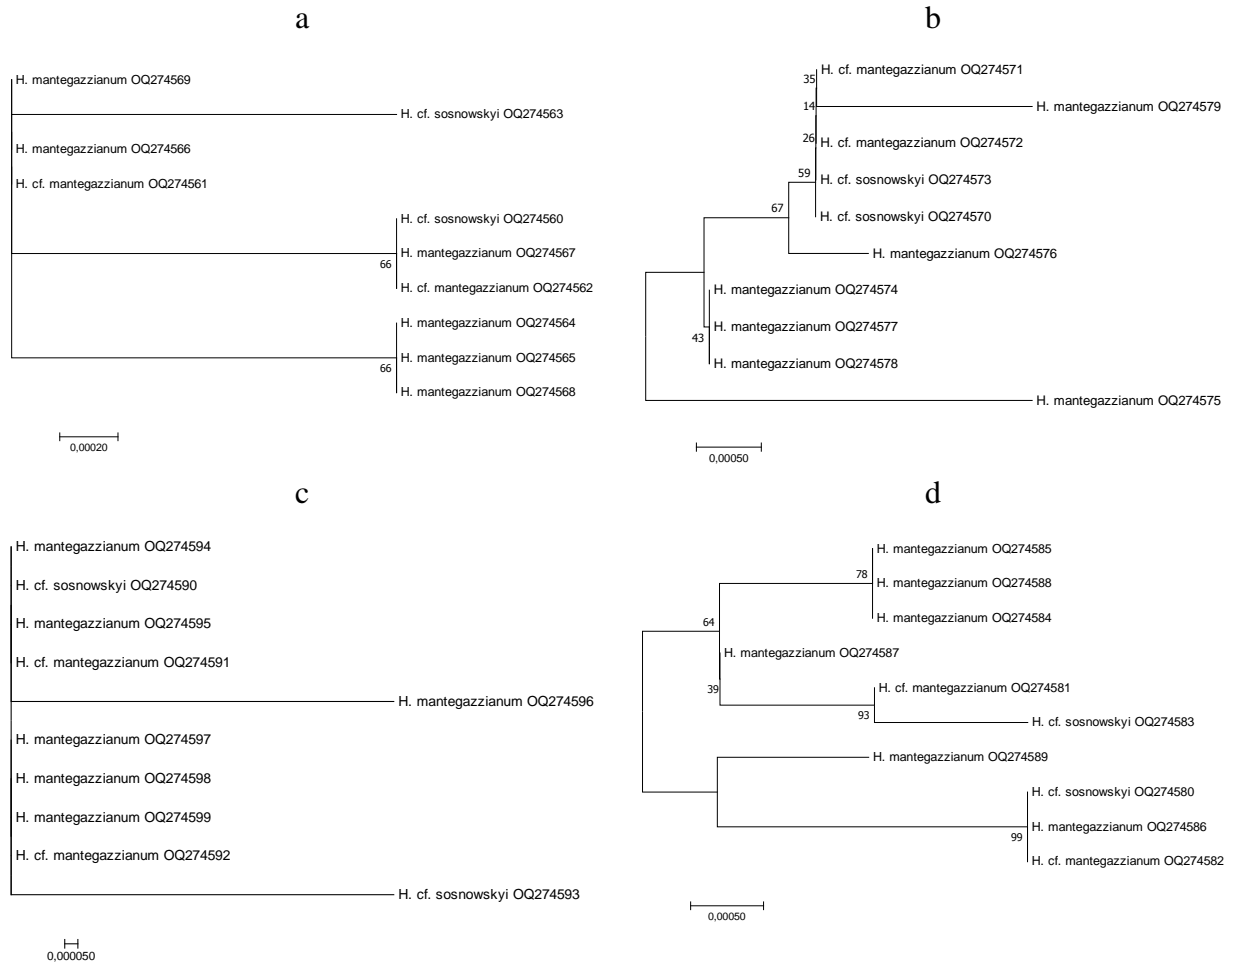 a
H. mantegazzianum OQ274569
H. cf. sosnowskyi OQ274563
H. mantegazzianum OQ274566
H. cf. mantegazzianum OQ274561
H. cf. sosnowskyi OQ274560
H. mantegazzianum OQ274567
66
H. cf. mantegazzianum OQ274562
H. mantegazzianum OQ274564
H. mantegazzianum OQ274565
66
H. mantegazzianum OQ274568
0,00020
b
H. cf. mantegazzianum OQ274571
35
14
H. mantegazzianum OQ274579
26
H. cf. mantegazzianum OQ274572
59
H. cf. sosnowskyi OQ274573
67
H. cf. sosnowskyi OQ274570
H. mantegazzianum OQ274576
H. mantegazzianum OQ274574
H. mantegazzianum OQ274577
43
H. mantegazzianum OQ274578
H. mantegazzianum OQ274575
0,00050
c
H. mantegazzianum OQ274594
H. cf. sosnowskyi OQ274590
H. mantegazzianum OQ274595
H. cf. mantegazzianum OQ274591
H. mantegazzianum OQ274596
H. mantegazzianum OQ274597
H. mantegazzianum OQ274598
H. mantegazzianum OQ274599
H. cf. mantegazzianum OQ274592
H. cf. sosnowskyi OQ274593
0,000050
d
H. mantegazzianum OQ274585
78
H. mantegazzianum OQ274588
H. mantegazzianum OQ274584
64
H. mantegazzianum OQ274587
39
H. cf. mantegazzianum OQ274581
93
H. cf. sosnowskyi OQ274583
H. mantegazzianum OQ274589
H. cf. sosnowskyi OQ274580
H. mantegazzianum OQ274586
99
H. cf. mantegazzianum OQ274582
0,00050